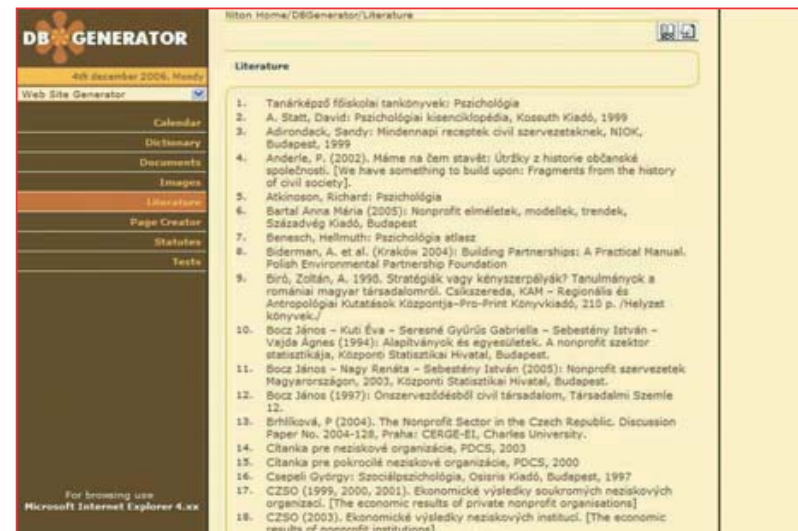 Niton Home/DBGenerator/Literature
DB GENERATOR
4th december 2006. Mondy
Web Site Generator
Calendar
Dictionary
Documents
Images
Literature
Page Creator
Statutes
Tests
For browsing use
Microsoft Internet Explorer 4.xx
Literature
1. Tanárképző főiskolai tankönyvek: Pszichológia
2. A. Statt, David: Pszichológiai kisenciklopédia, Kossuth Kiadó, 1999
3. Adirondack, Sandy: Mindennapi receptek civil szervezeteknek, NIOK,
Budapest, 1999
4. Anderle, P. (2002). Máme na čem stavět: Útržky z historie občanské
společnosti. [We have something to build upon: Fragments from the history
of civil society].
5. Atkinoson, Richard: Pszichológia
6. Bartal Anna Mária (2005): Nonprofit elméletek, modellek, trendek,
Századvég Kiadó, Budapest
7. Benesch, Hellmuth: Pszichológia atlasz
8. Biderman, A. et al. (Kraków 2004): Building Partnerships: A Practical Manual.
Polish Environmental Partnership Foundation
9. Biró, Zoltán, A. 1998. Stratégiák vagy kényszerpályák? Tanulmányok a
romániai magyar társadalomról. Csíkszereda, KAM – Regionális és
Antropológiai Kutatások Központja–Pro-Print Könyvkiadó, 210 p. /Helyzet
könyvek./
10. Bocz János – Kuti Éva – Seresné Gyűrűs Gabriella – Sebestény István –
Vajda Ágnes (1994): Alapítványok és egyesületek. A nonprofit szektor
statisztikája, Központi Statisztikai Hivatal, Budapest.
11. Bocz János – Nagy Renáta – Sebestény István (2005): Nonprofit szervezetek
Magyarországon, 2003, Központi Statisztikai Hivatal, Budapest.
12. Bocz János (1997): Önszerveződésből civil társadalom, Társadalmi Szemle
12.
13. Brhlíková, P (2004). The Nonprofit Sector in the Czech Republic. Discussion
Paper No. 2004-128, Praha: CERGE-EI, Charles University.
14. Čítanka pre neziskové organizácie, PDCS, 2003
15. Čítanka pre pokročilé neziskové organizácie, PDCS, 2000
16. Csepeli György: Szociálpszichológia, Osiris Kiadó, Budapest, 1997
17. CZSO (1999, 2000, 2001). Ekonomické výsledky soukromých neziskových
organizací. [The economic results of private nonprofit organisations]
18. CZSO (2003). Ekonomické výsledky neziskových institucí. [The economic
results of nonprofit institutions]